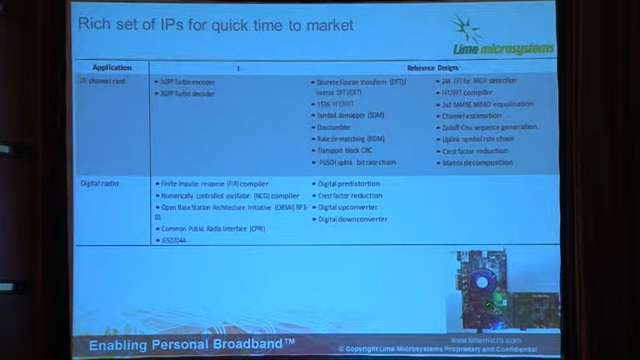 Rich set of IPs for quick time to market
Lime microsystems
Application
Reference Designs
LTE channel card
3GPP Turbo encoder
3GPP Turbo decoder
Discrete Fourier transform (DFT)/
inverse DFT (IDFT)
1536 FFT/IFFT
Symbol demapper (SDM)
Descrambler
Rate de-matching (RDM)
Transport block CRC
PUSCH uplink bit rate chain
24K FFT for RACH detection
FFT/IFFT compiler
2x2 MMSE MIMO equalisation
Channel estimation
Zadoff-Chu sequence generation
Uplink symbol rate chain
Crest factor reduction
Matrix decomposition
Digital radio
Finite impulse response (FIR) compiler
Numerically controlled oscillator (NCO) compiler
Open Base Station Architecture Initiative (OBSAI) RP3-
01
Common Public Radio Interface (CPRI)
JESD204A
Digital predistortion
Crest factor reduction
Digital upconverter
Digital downconverter
Enabling Personal Broadband™
www.limemicro.com
© Copyright Lime Microsystems Proprietary and Confidential